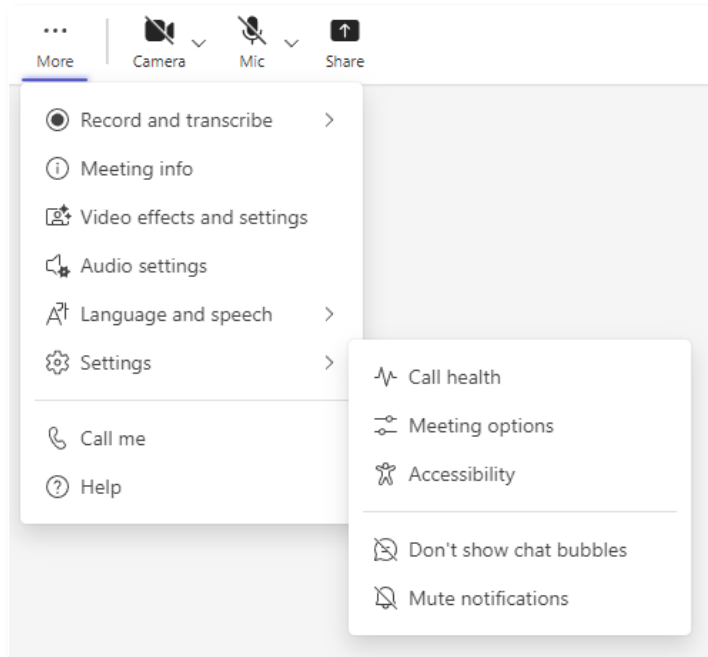 More
Camera
Mic
Share
Record and transcribe
Meeting info
Video effects and settings
Audio settings
Language and speech
Settings
Call me
Help
Call health
Meeting options
Accessibility
Don't show chat bubbles
Mute notifications